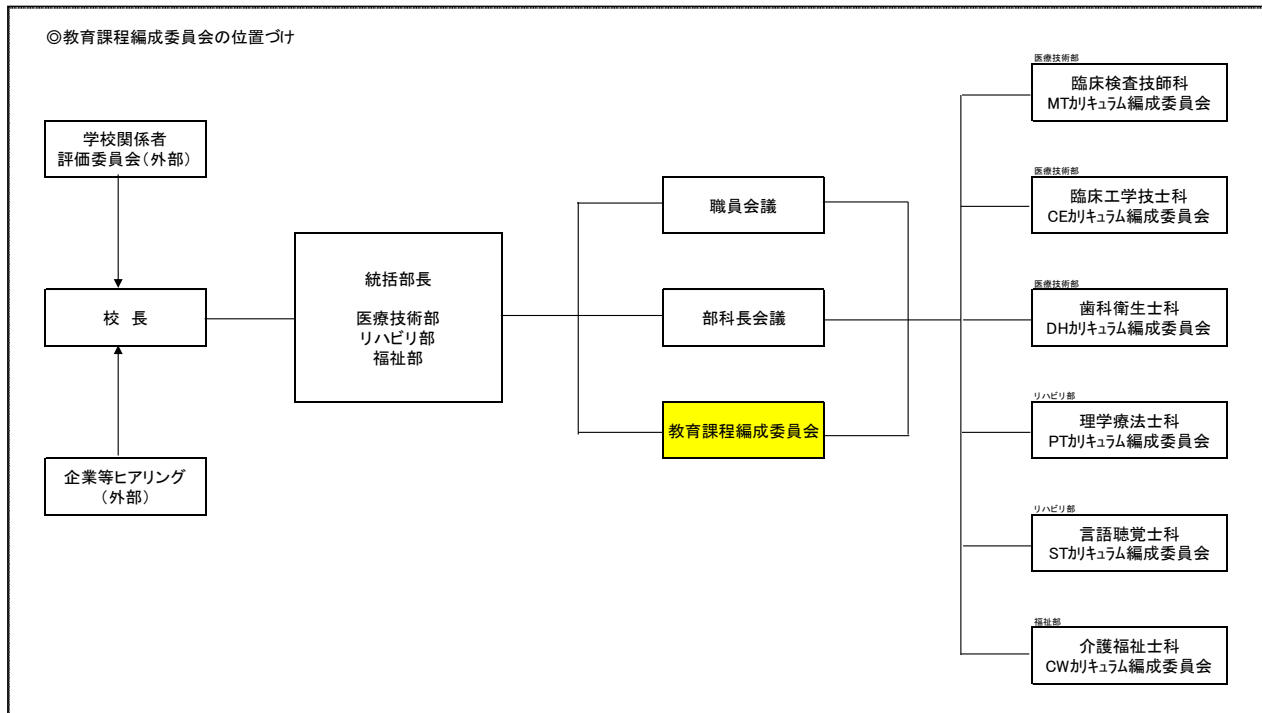 ◎教育課程編成委員会の位置づけ
学校関係者
評価委員会（外部）
校 長
企業等ヒアリング
（外部）
統括部長
医療技術部
リハビリ部
福祉部
職員会議
部科長会議
教育課程編成委員会
医療技術部
臨床検査技師科
MTｶﾘｷｭﾗﾑ編成委員会
医療技術部
臨床工学技士科
CEｶﾘｷｭﾗﾑ編成委員会
医療技術部
歯科衛生士科
DHｶﾘｷｭﾗﾑ編成委員会
リハビリ部
理学療法士科
PTｶﾘｷｭﾗﾑ編成委員会
リハビリ部
言語聴覚士科
STｶﾘｷｭﾗﾑ編成委員会
福祉部
介護福祉士科
CWｶﾘｷｭﾗﾑ編成委員会